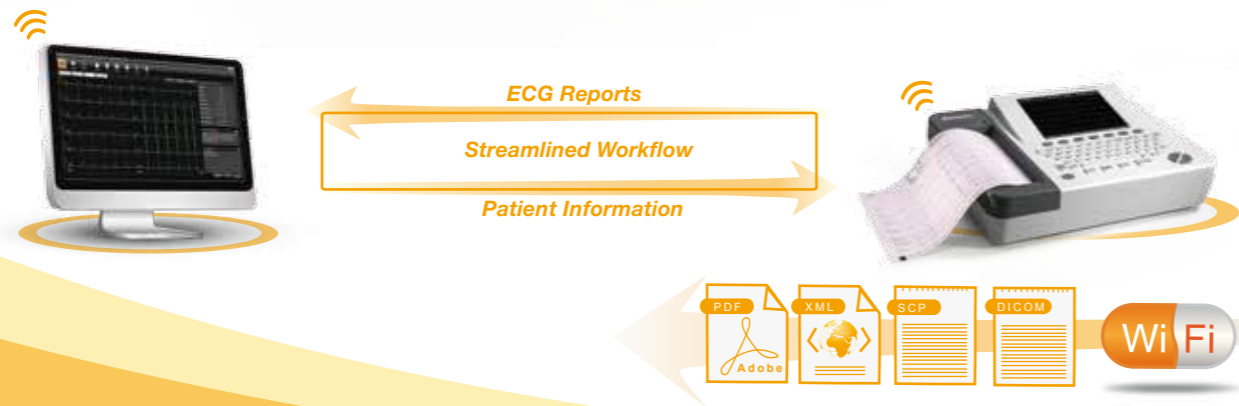 ECG Reports
Streamlined Workflow
Patient Information
PDF
Adobe
XML
SCP
DICOM
Wi Fi